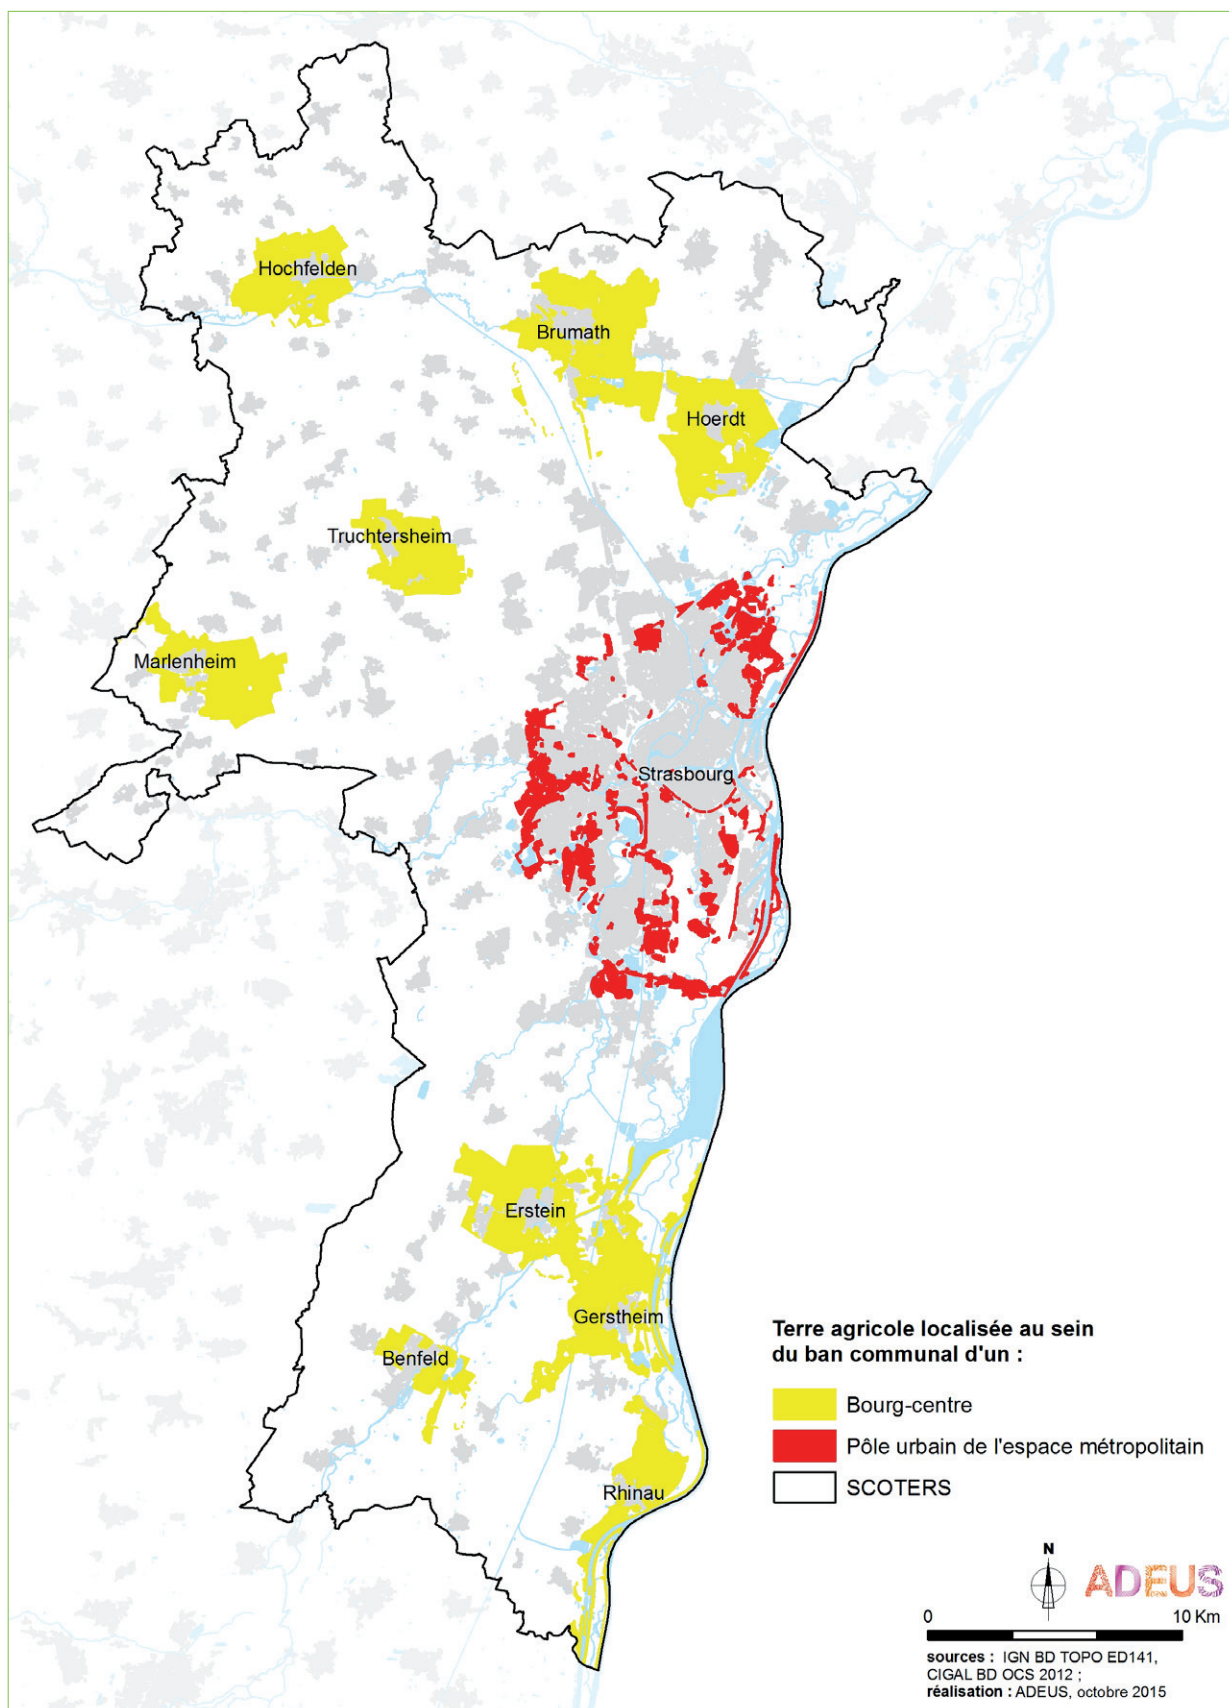 Hochfelden
Brumath
Hoerdt
Truchtersheim
Marlenheim
Strasbourg
Erstein
Gerstheim
Benfeld
Rhinau
Terre agricole localisée au sein
du ban communal d'un :
Bourg-centre
Pôle urbain de l'espace métropolitain
SCOTERS
N
ADEUS
0 10 Km
sources : IGN BD TOPO ED141,
CIGAL BD OCS 2012 ;
réalisation : ADEUS, octobre 2015